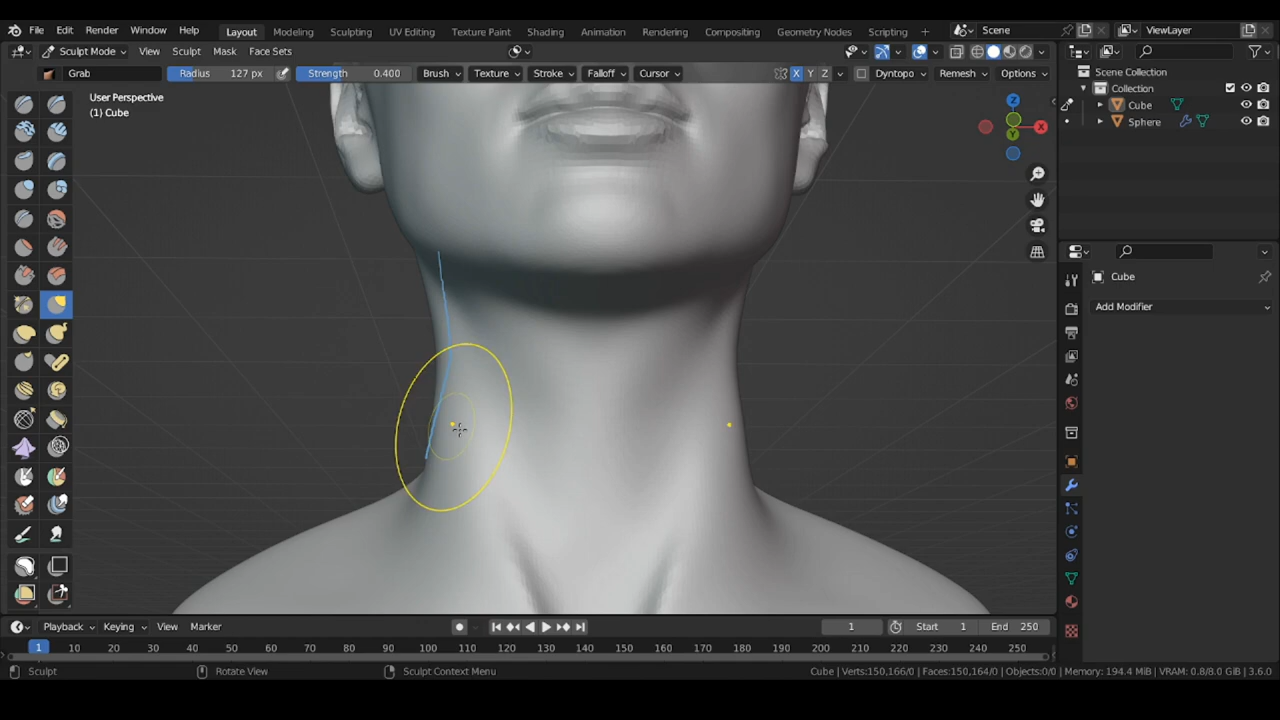 File Edit Render Window Help Layout Modeling Sculpting UV Editing Texture Paint Shading Animation Rendering Compositing Geometry Nodes Scripting + Scene ViewLayer
Sculpt Mode View Sculpt Mask Face Sets
Grab Radius 127 px Strength 0.400 Brush Texture Stroke Falloff Cursor X Y Z Dyntopo Remesh Options
Scene Collection
Collection
Cube
Sphere
User Perspective
(1) Cube
Z
X
Y
Cube
Add Modifier
Playback Keying View Marker 1 Start 1 End 250
1 10 20 30 40 50 60 70 80 90 100 110 120 130 140 150 160 170 180 190 200 210 220 230 240 250
Sculpt Rotate View Sculpt Context Menu Cube | Verts:150,166/0 | Faces:150,164/0 | Objects:0/0 | Memory: 194.4 MiB | VRAM: 0.8/8.0 GiB | 3.6.0